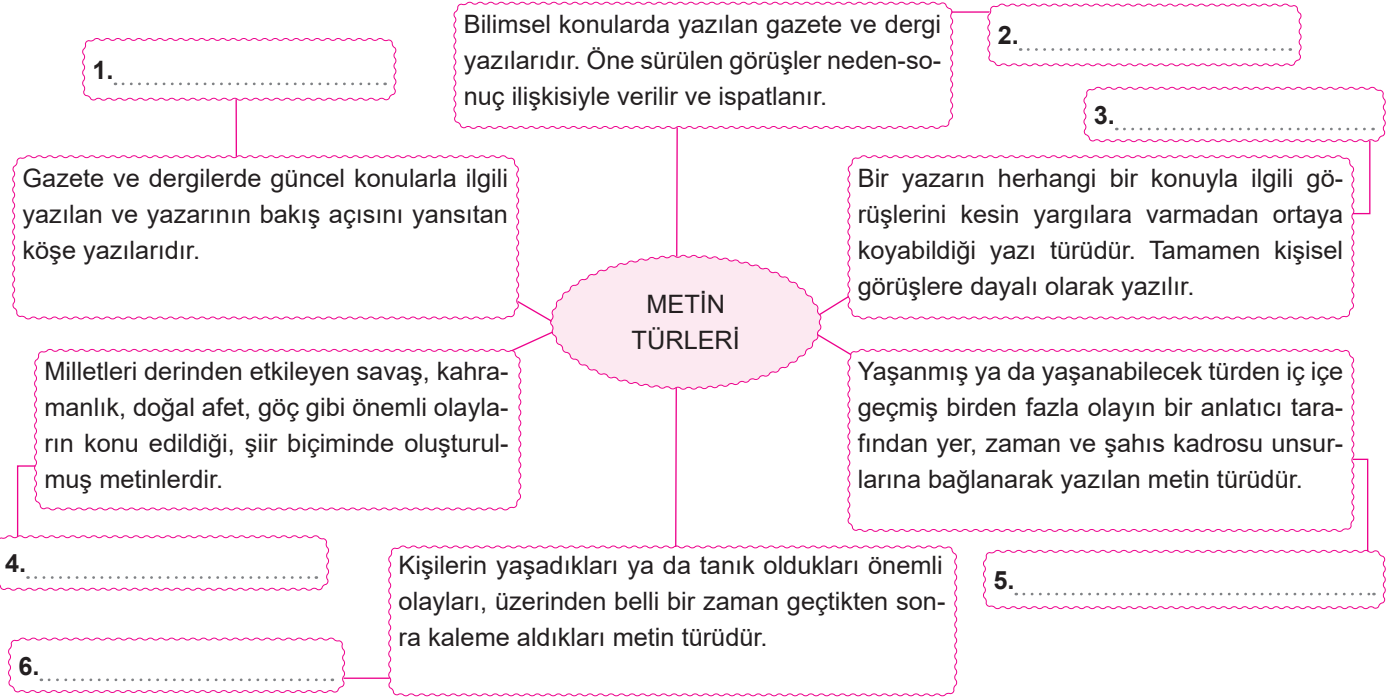 1.
Gazete ve dergilerde güncel konularla ilgili
yazılan ve yazarının bakış açısını yansıtan
köşe yazılarıdır.
Bilimsel konularda yazılan gazete ve dergi
yazılarıdır. Öne sürülen görüşler neden-so-
nuç ilişkisiyle verilir ve ispatlanır.
2.
3.
Bir yazarın herhangi bir konuyla ilgili gö-
rüşlerini kesin yargılara varmadan ortaya
koyabildiği yazı türüdür. Tamamen kişisel
görüşlere dayalı olarak yazılır.
METİN
TÜRLERİ
Milletleri derinden etkileyen savaş, kahra-
manlık, doğal afet, göç gibi önemli olayla-
rın konu edildiği, şiir biçiminde oluşturul-
muş metinlerdir.
4.
Yaşanmış ya da yaşanabilecek türden iç içe
geçmiş birden fazla olayın bir anlatıcı tara-
fından yer, zaman ve şahıs kadrosu unsur-
larına bağlanarak yazılan metin türüdür.
5.
Kişilerin yaşadıkları ya da tanık oldukları önemli
olayları, üzerinden belli bir zaman geçtikten son-
ra kaleme aldıkları metin türüdür.
6.